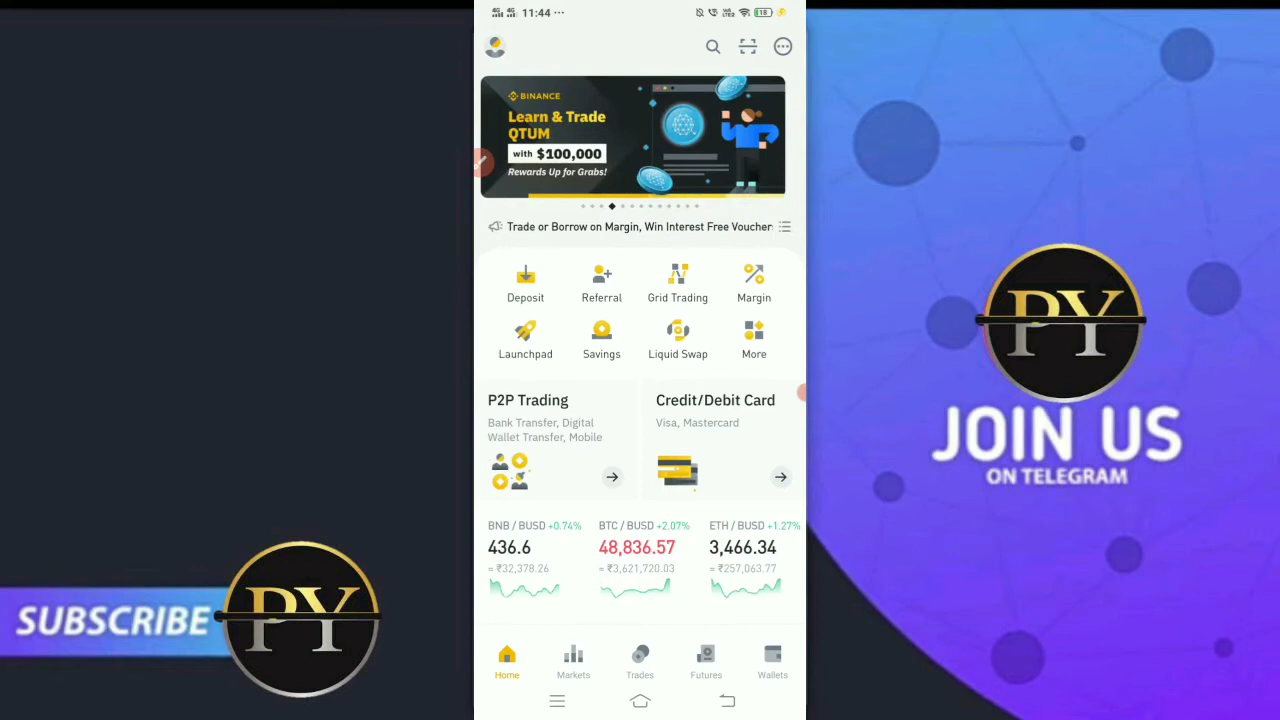 4G 4G 11:44 ···
18
BINANCE
Learn & Trade
QTUM
with $100,000
Rewards Up for Grabs!
Trade or Borrow on Margin, Win Interest Free Voucher
Deposit
Referral
Grid Trading
Margin
Launchpad
Savings
Liquid Swap
More
P2P Trading
Bank Transfer, Digital
Wallet Transfer, Mobile
Credit/Debit Card
Visa, Mastercard
BNB / BUSD +0.74%
436.6
≈ ₹32,378.26
BTC / BUSD +2.07%
48,836.57
≈ ₹3,621,720.03
ETH / BUSD +1.27%
3,466.34
≈ ₹257,063.77
Home
Markets
Trades
Futures
Wallets
SUBSCRIBE
PY
PY
JOIN US
ON TELEGRAM